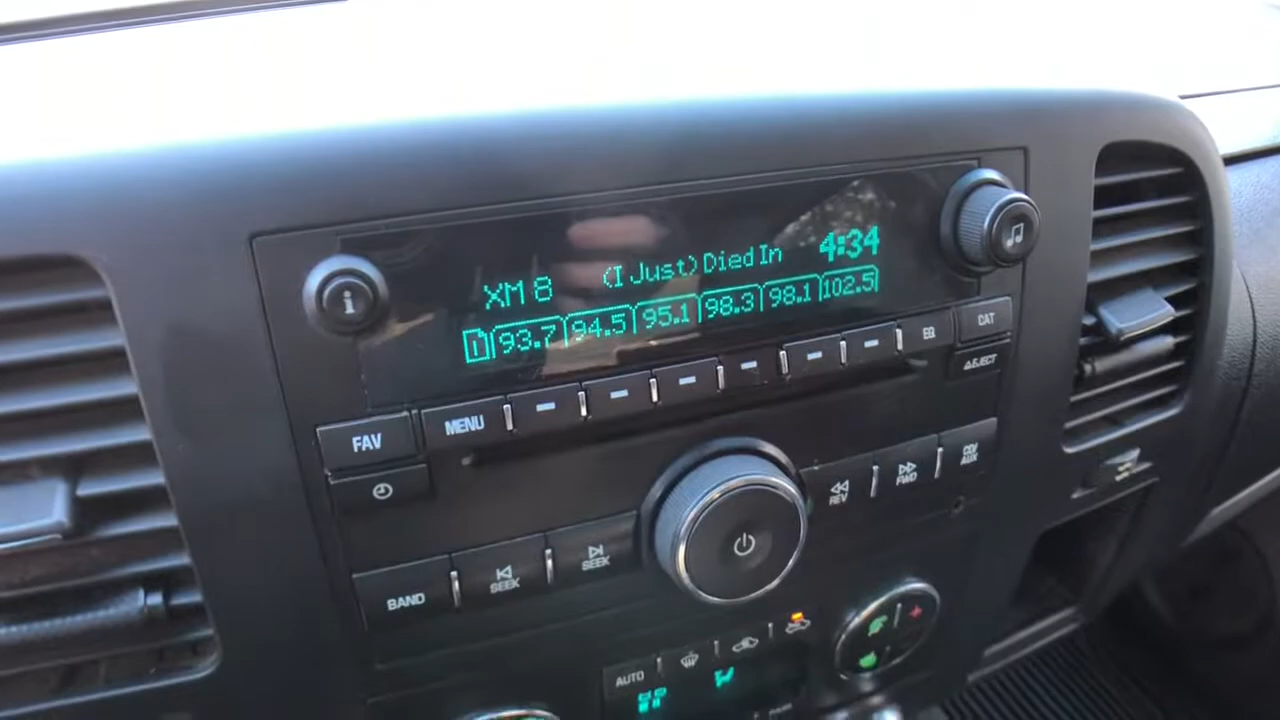 XM 8 (I Just) Died In 4:34
1 93.7 94.5 95.1 98.3 98.1 102.5
i
FAV MENU EQ CAT
EJECT
BAND SEEK SEEK REV FWD CD/AUX
AUTO